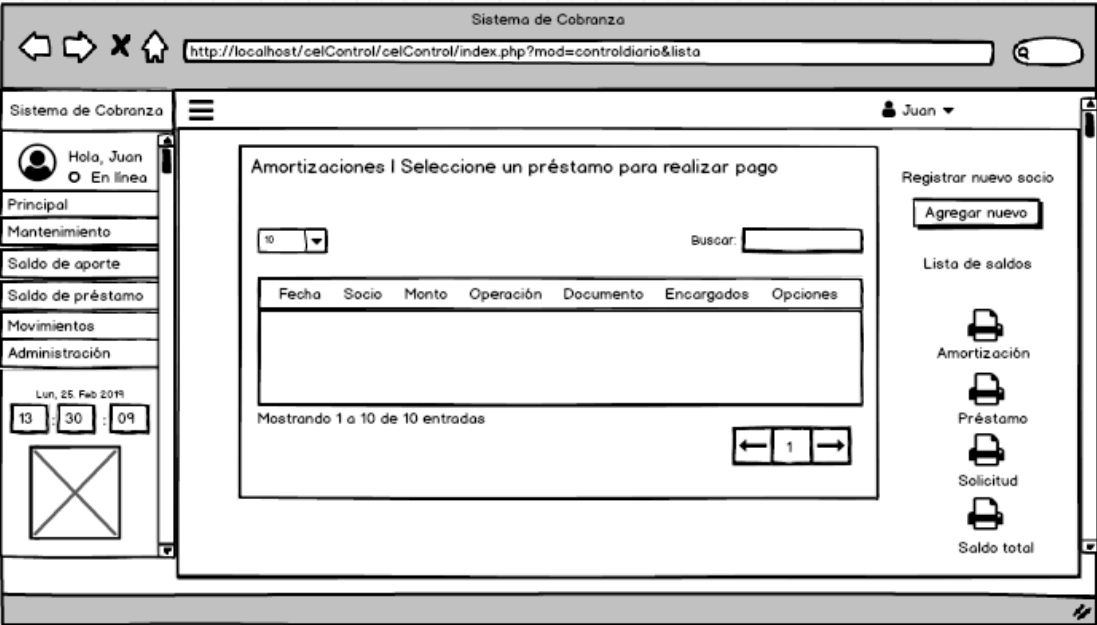 Sistema de Cobranza
http://localhost/celControl/celControl/index.php?mod=controldiario&lista
Sistema de Cobranza
Juan
Hola, Juan
En línea
Principal
Mantenimiento
Saldo de aporte
Saldo de préstamo
Movimientos
Administración
Lun, 25. Feb 2019
13 : 30 : 09
Amortizaciones | Seleccione un préstamo para realizar pago
10
Buscar:
Fecha Socio Monto Operación Documento Encargados Opciones
Mostrando 1 a 10 de 10 entradas
1
Registrar nuevo socio
Agregar nuevo
Lista de saldos
Amortización
Préstamo
Solicitud
Saldo total